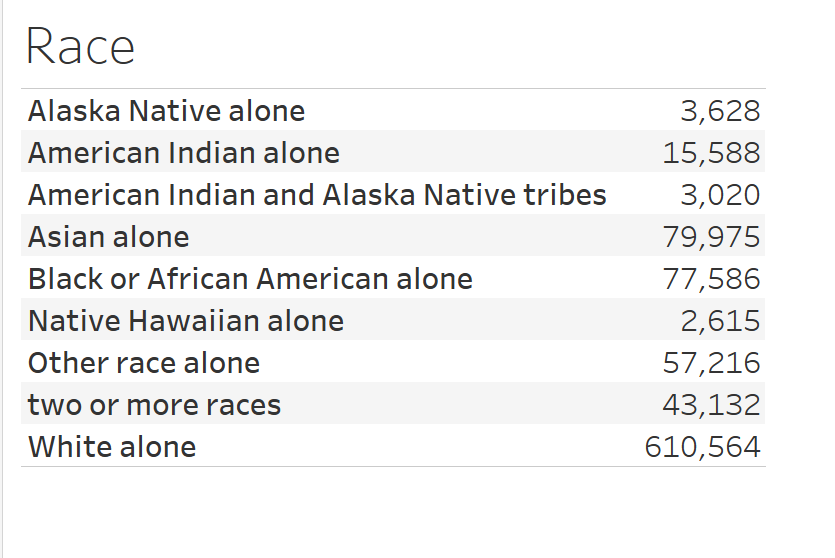 Race
Alaska Native alone 3,628
American Indian alone 15,588
American Indian and Alaska Native tribes 3,020
Asian alone 79,975
Black or African American alone 77,586
Native Hawaiian alone 2,615
Other race alone 57,216
two or more races 43,132
White alone 610,564